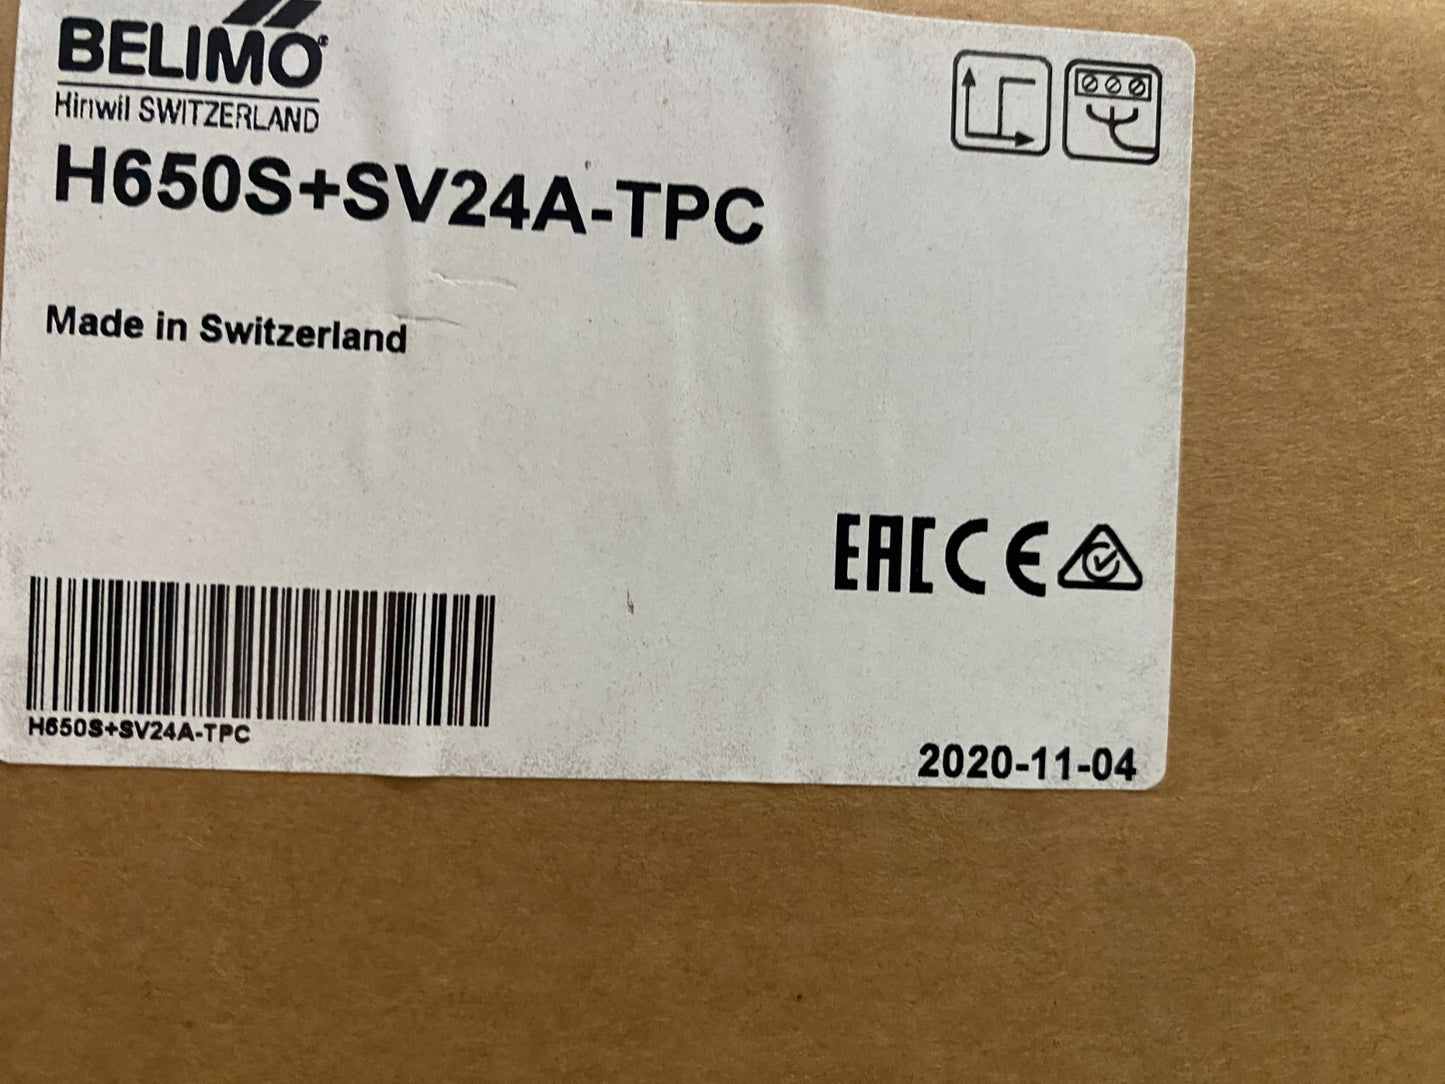 BELIMO®
Hinwil SWITZERLAND
H650S+SV24A-TPC
Made in Switzerland
EAC CE
H650S+SV24A-TPC
2020-11-04